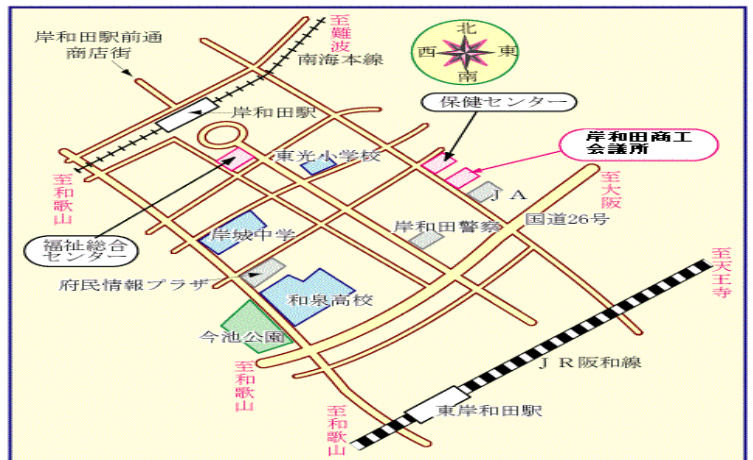 岸和田駅前通
商店街
至難波
南海本線
北
西
東
南
岸和田駅
保健センター
岸和田商工
会議所
東光小学校
至和歌山
JA
至大阪
国道26号
岸和田警察
岸城中学
福祉総合
センター
府民情報プラザ
和泉高校
今池公園
至天王寺
至和歌山
JR阪和線
東岸和田駅
至和歌山